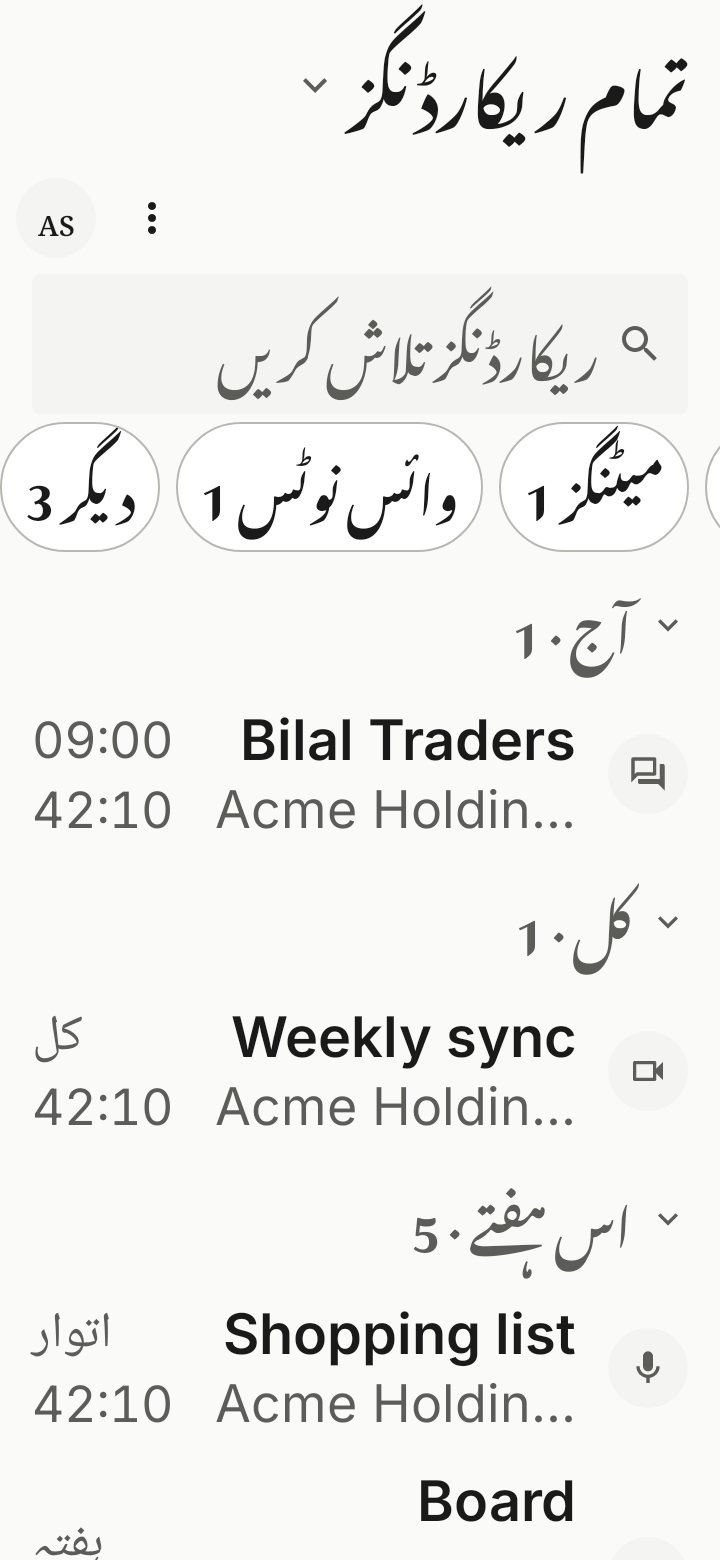 تمام ریکارڈنگز
AS
ریکارڈنگز تلاش کریں
میٹنگز 1
وائس نوٹس 1
دیگر 3
آج · 1
Bilal Traders 09:00
Acme Holdin... 42:10
کل · 1
Weekly sync کل
Acme Holdin... 42:10
اس ہفتے · 5
Shopping list اتوار
Acme Holdin... 42:10
Board
ہفتہ